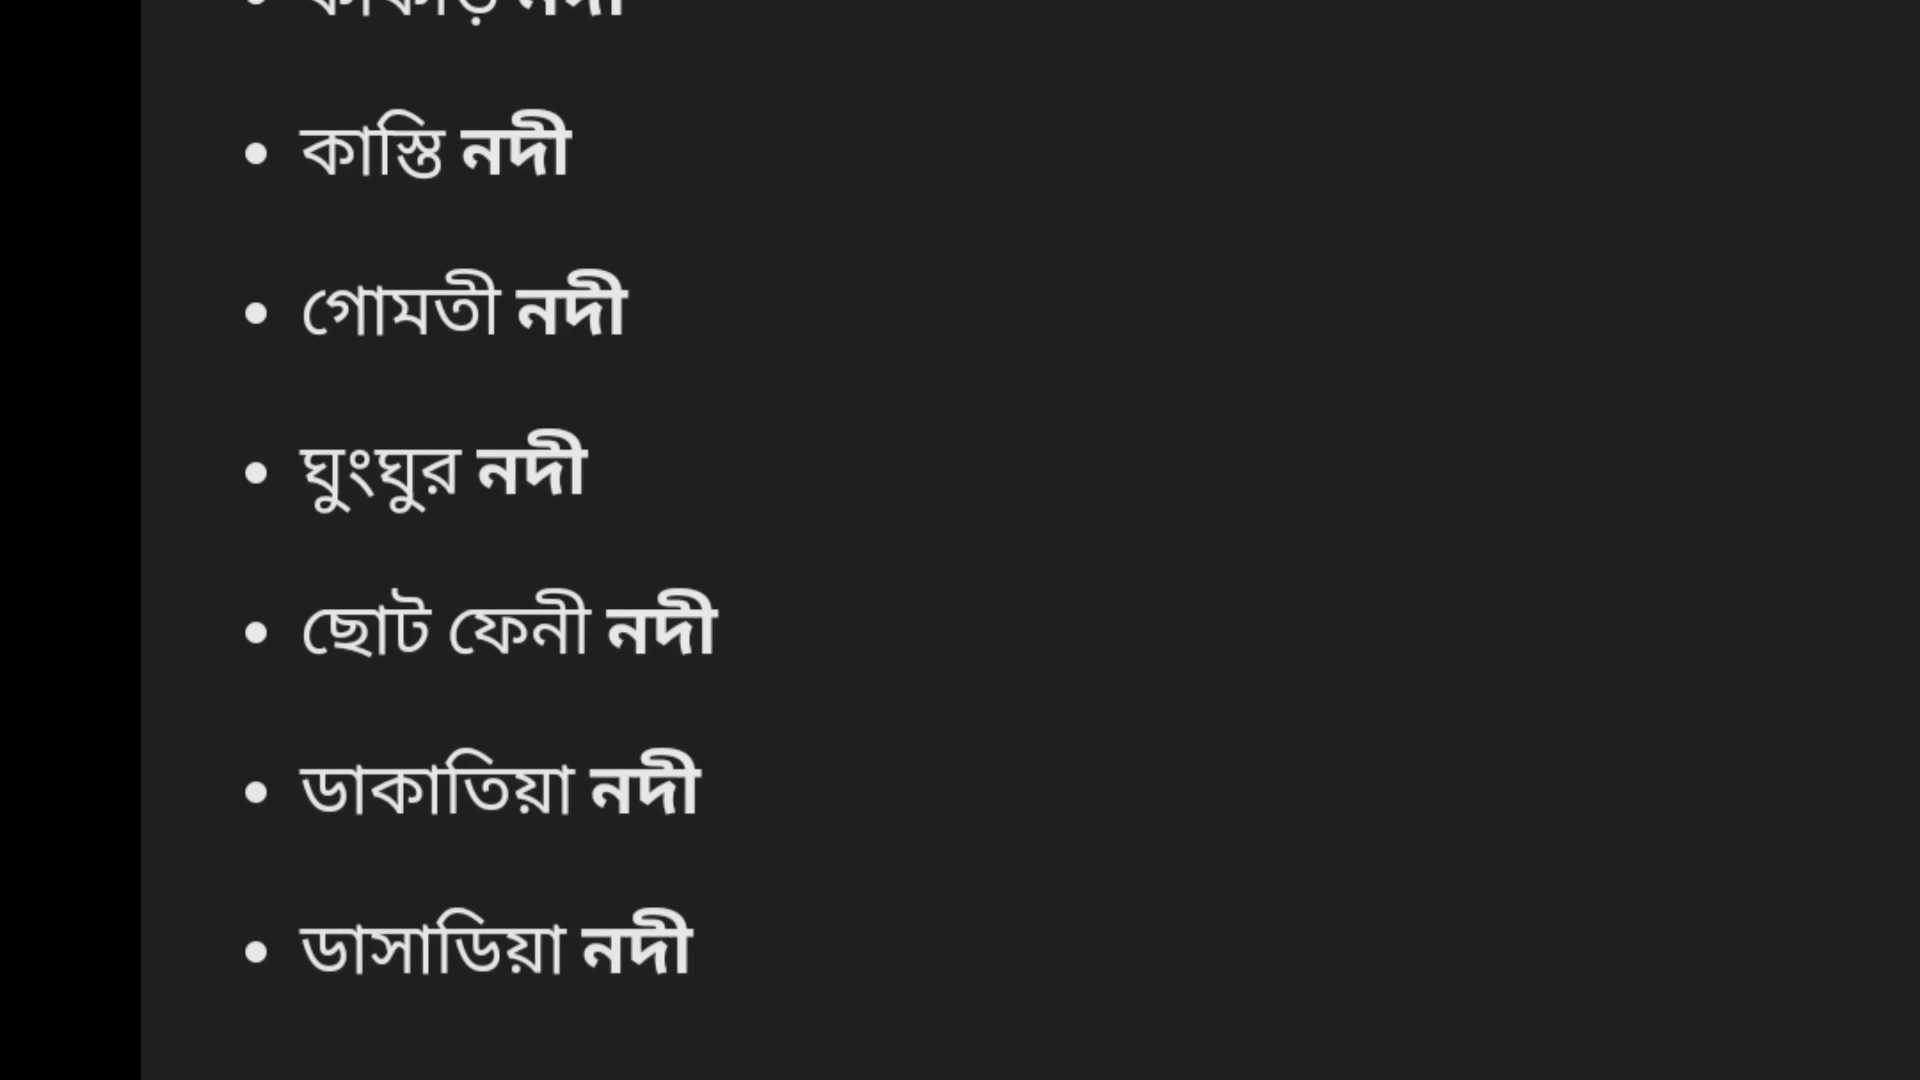 • কাস্তি নদী
• গোমতী নদী
• ঘুংঘুর নদী
• ছোট ফেনী নদী
• ডাকাতিয়া নদী
• ডাসাডিয়া নদী